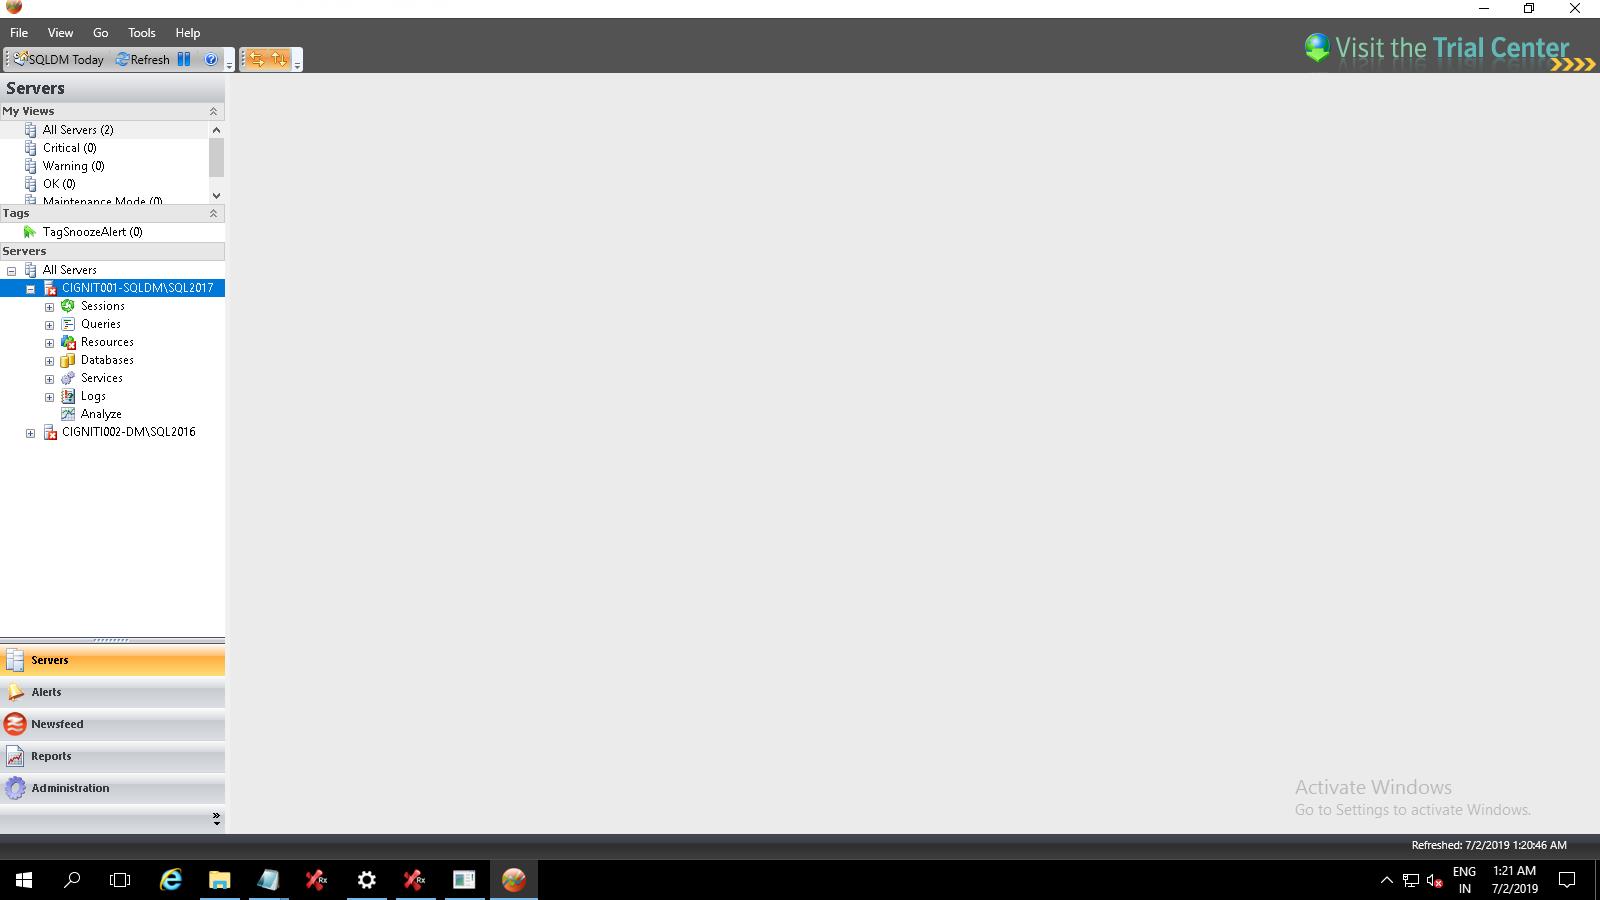 File View Go Tools Help
SQLDM Today Refresh
Visit the Trial Center
Servers
My Views
All Servers (2)
Critical (0)
Warning (0)
OK (0)
Maintenance Mode (0)
Tags
TagSnoozeAlert (0)
Servers
All Servers
CIGNIT001-SQLDM\SQL2017
Sessions
Queries
Resources
Databases
Services
Logs
Analyze
CIGNITI002-DM\SQL2016
Servers
Alerts
Newsfeed
Reports
Administration
Activate Windows
Go to Settings to activate Windows.
Refreshed: 7/2/2019 1:20:46 AM
Rx Rx
ENG
IN
1:21 AM
7/2/2019